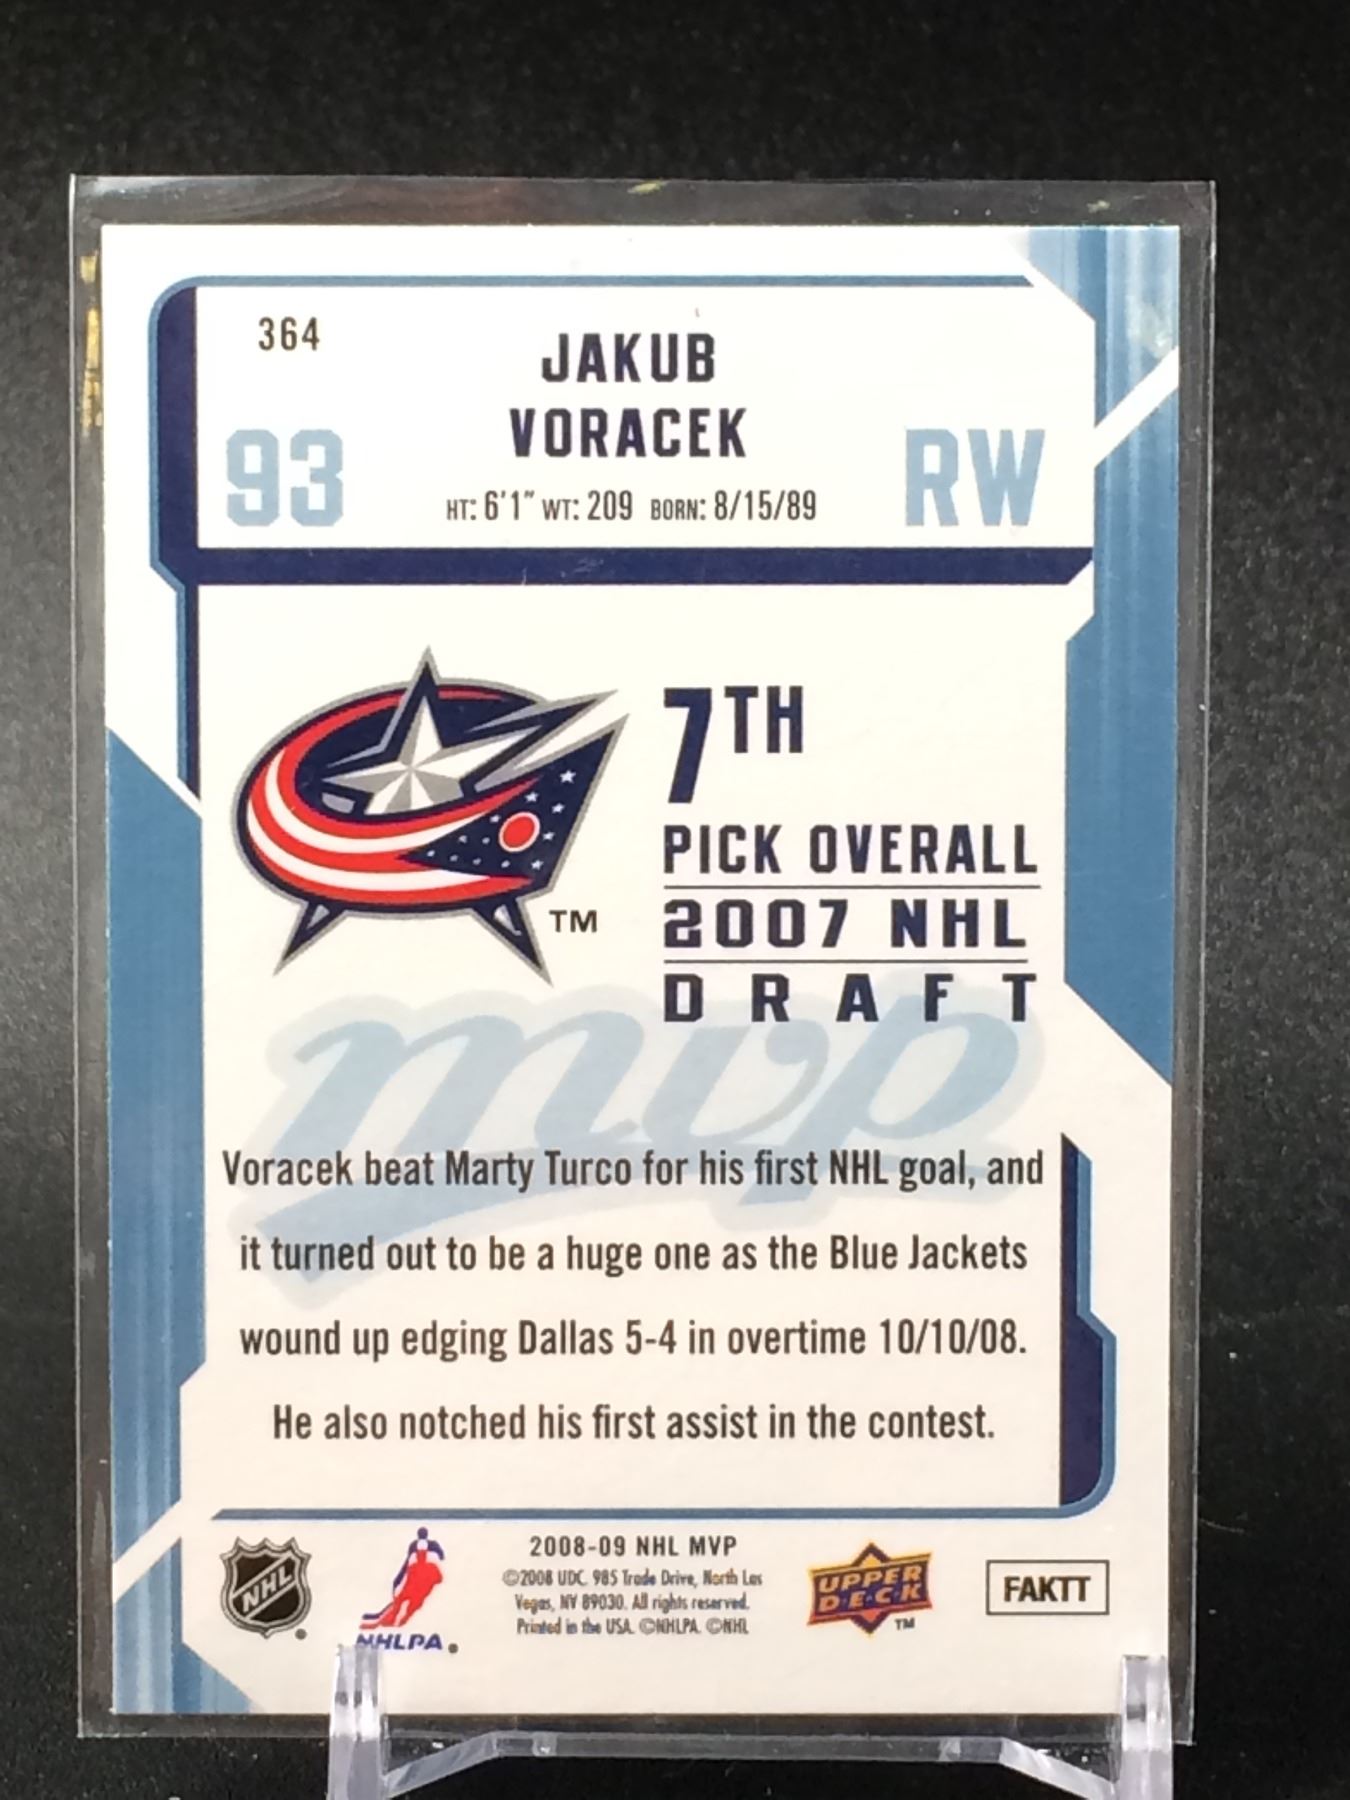 364
JAKUB
VORACEK
93
RW
HT: 6'1" WT: 209 BORN: 8/15/89
7TH
PICK OVERALL
2007 NHL
DRAFT
TM
mvp
Voracek beat Marty Turco for his first NHL goal, and
it turned out to be a huge one as the Blue Jackets
wound up edging Dallas 5-4 in overtime 10/10/08.
He also notched his first assist in the contest.
NHL
NHLPA
2008-09 NHL MVP
©2008 UDC. 985 Trade Drive, North Las
Vegas, NV 89030. All rights reserved.
Printed in the USA. ©NHLPA. ©NHL
UPPER
DECK
TM
FAKTT